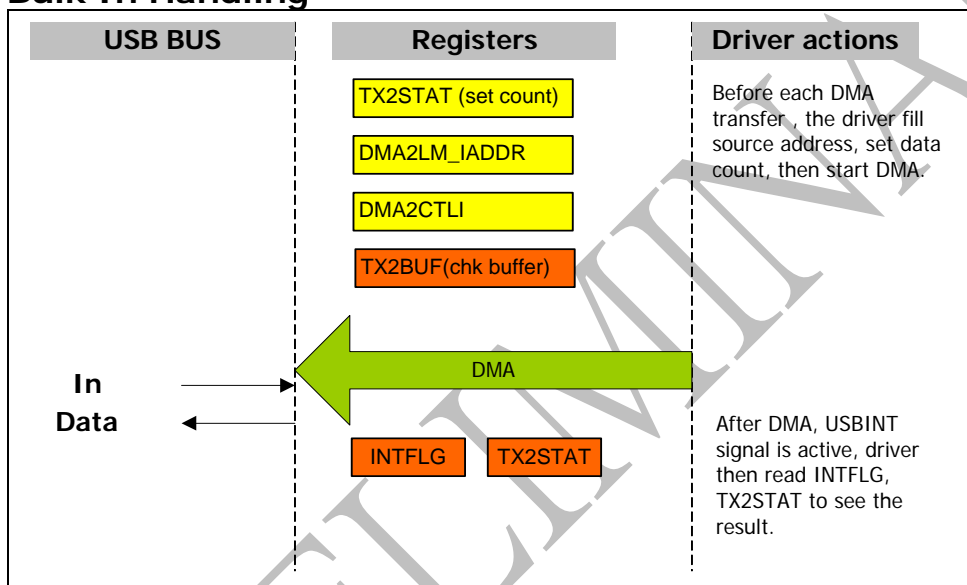 Bulk-In Handling
USB BUS
Registers
Driver actions
TX2STAT (set count)
DMA2LM_IADDR
DMA2CTLI
TX2BUF(chk buffer)
Before each DMA
transfer , the driver fill
source address, set data
count, then start DMA.
DMA
In
Data
INTFLG
TX2STAT
After DMA, USBINT
signal is active, driver
then read INTFLG,
TX2STAT to see the
result.